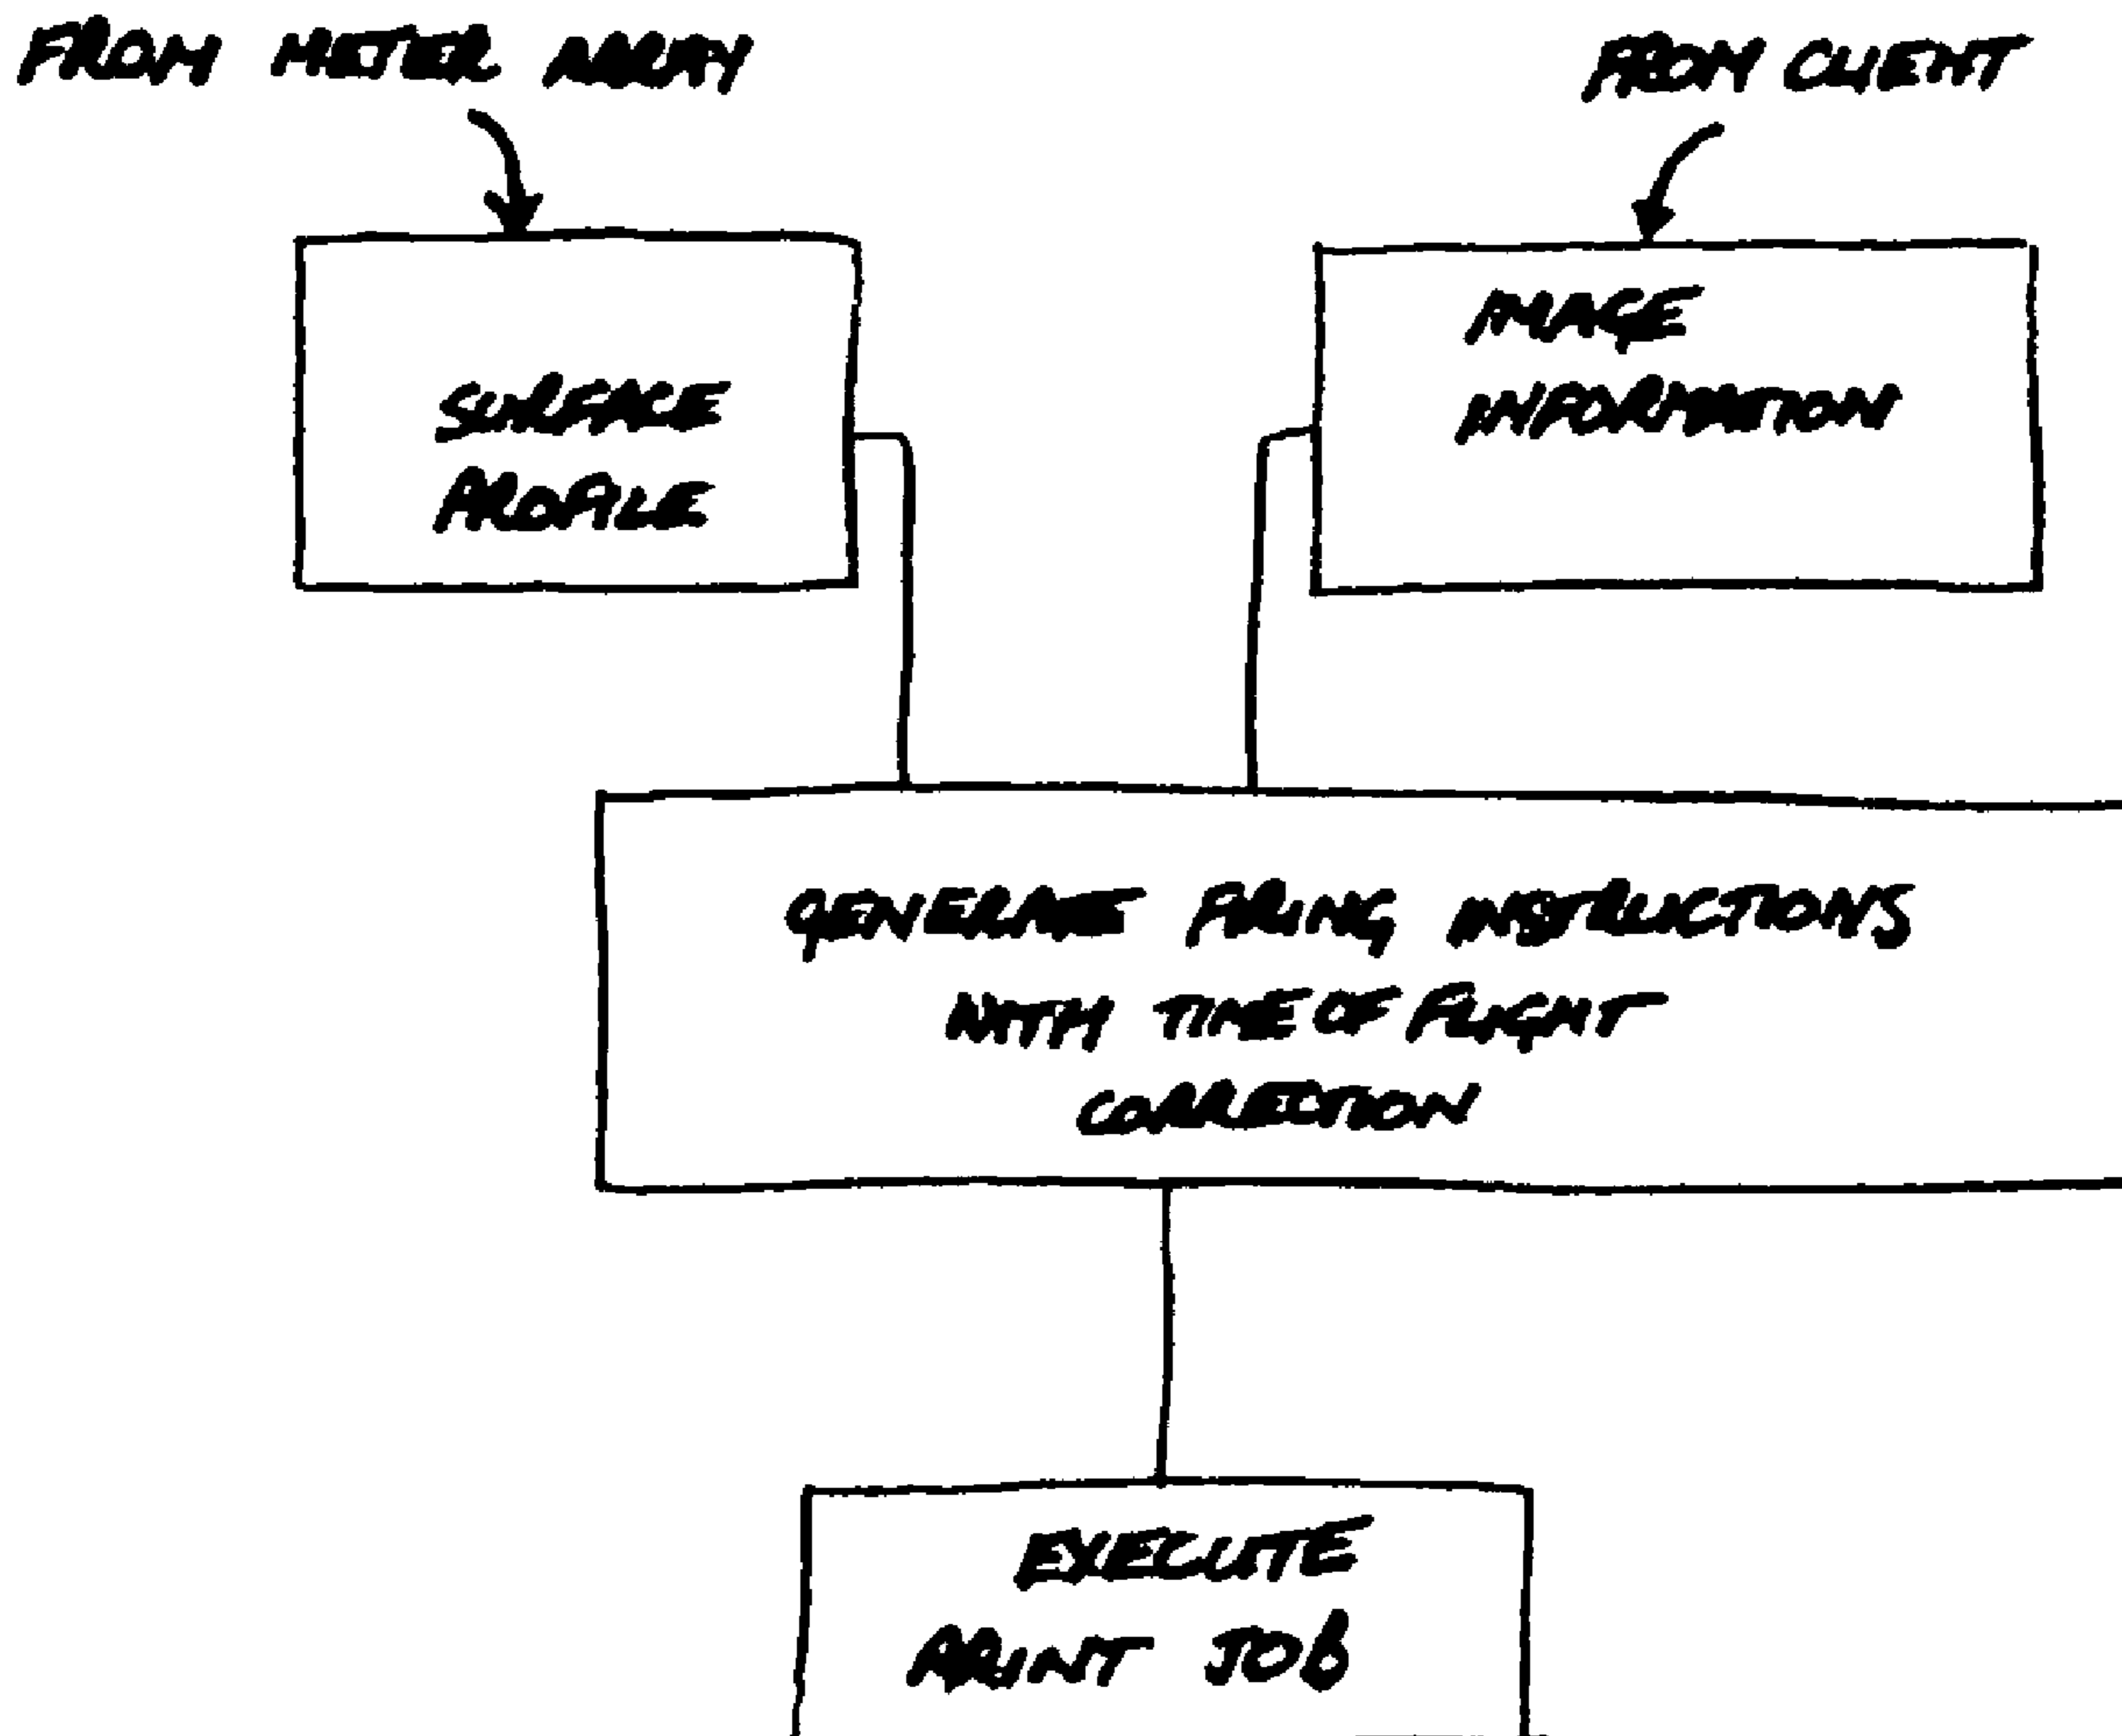 FROM ARRAY
FROM CLIENT
SURFACE
PROFILE
IMAGE
INFORMATION
GENERATE FIRING INSTRUCTIONS
WITH TIME OF FLIGHT
CORRECTION
EXECUTE
PRINT JOB